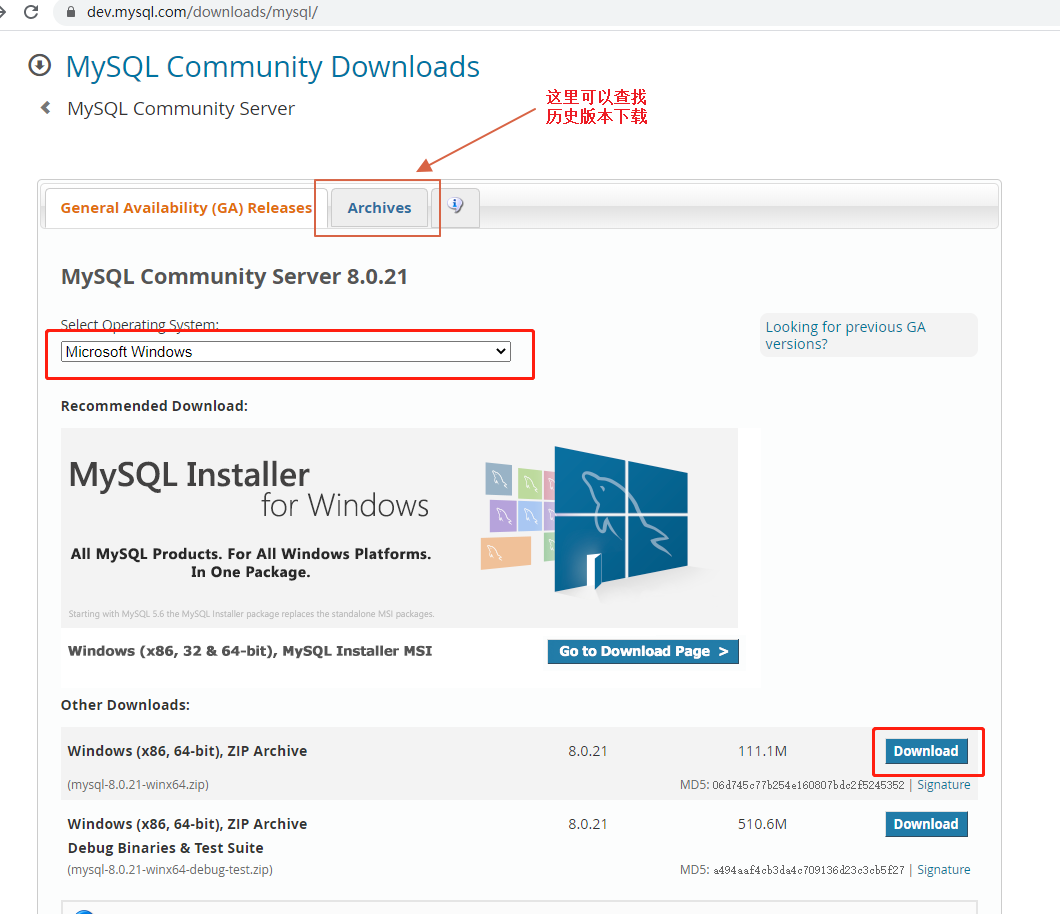 dev.mysql.com/downloads/mysql/
MySQL Community Downloads
MySQL Community Server
这里可以查找
历史版本下载
General Availability (GA) Releases
Archives
MySQL Community Server 8.0.21
Select Operating System:
Microsoft Windows
Looking for previous GA
versions?
Recommended Download:
MySQL Installer
for Windows
All MySQL Products. For All Windows Platforms.
In One Package.
Starting with MySQL 5.6 the MySQL Installer package replaces the standalone MSI packages.
Windows (x86, 32 & 64-bit), MySQL Installer MSI
Go to Download Page >
Other Downloads:
Windows (x86, 64-bit), ZIP Archive 8.0.21 111.1M Download
(mysql-8.0.21-winx64.zip) MD5: 06d745c77b254e160807bdc2f5245352 | Signature
Windows (x86, 64-bit), ZIP Archive 8.0.21 510.6M Download
Debug Binaries & Test Suite
(mysql-8.0.21-winx64-debug-test.zip) MD5: a494aaf4cb3da4c709136d23c3cb5f27 | Signature